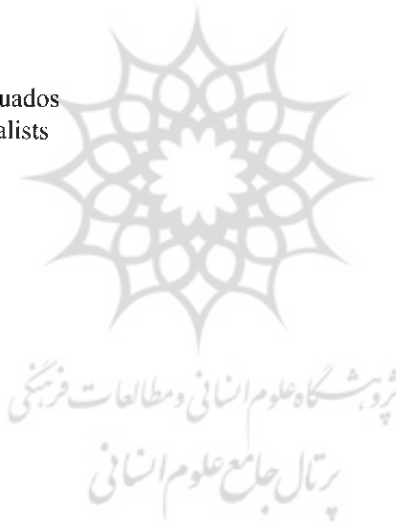 uados
alists
پژوهشگاه علوم انسانی و مطالعات فرهنگی
پرتال جامع علوم انسانی